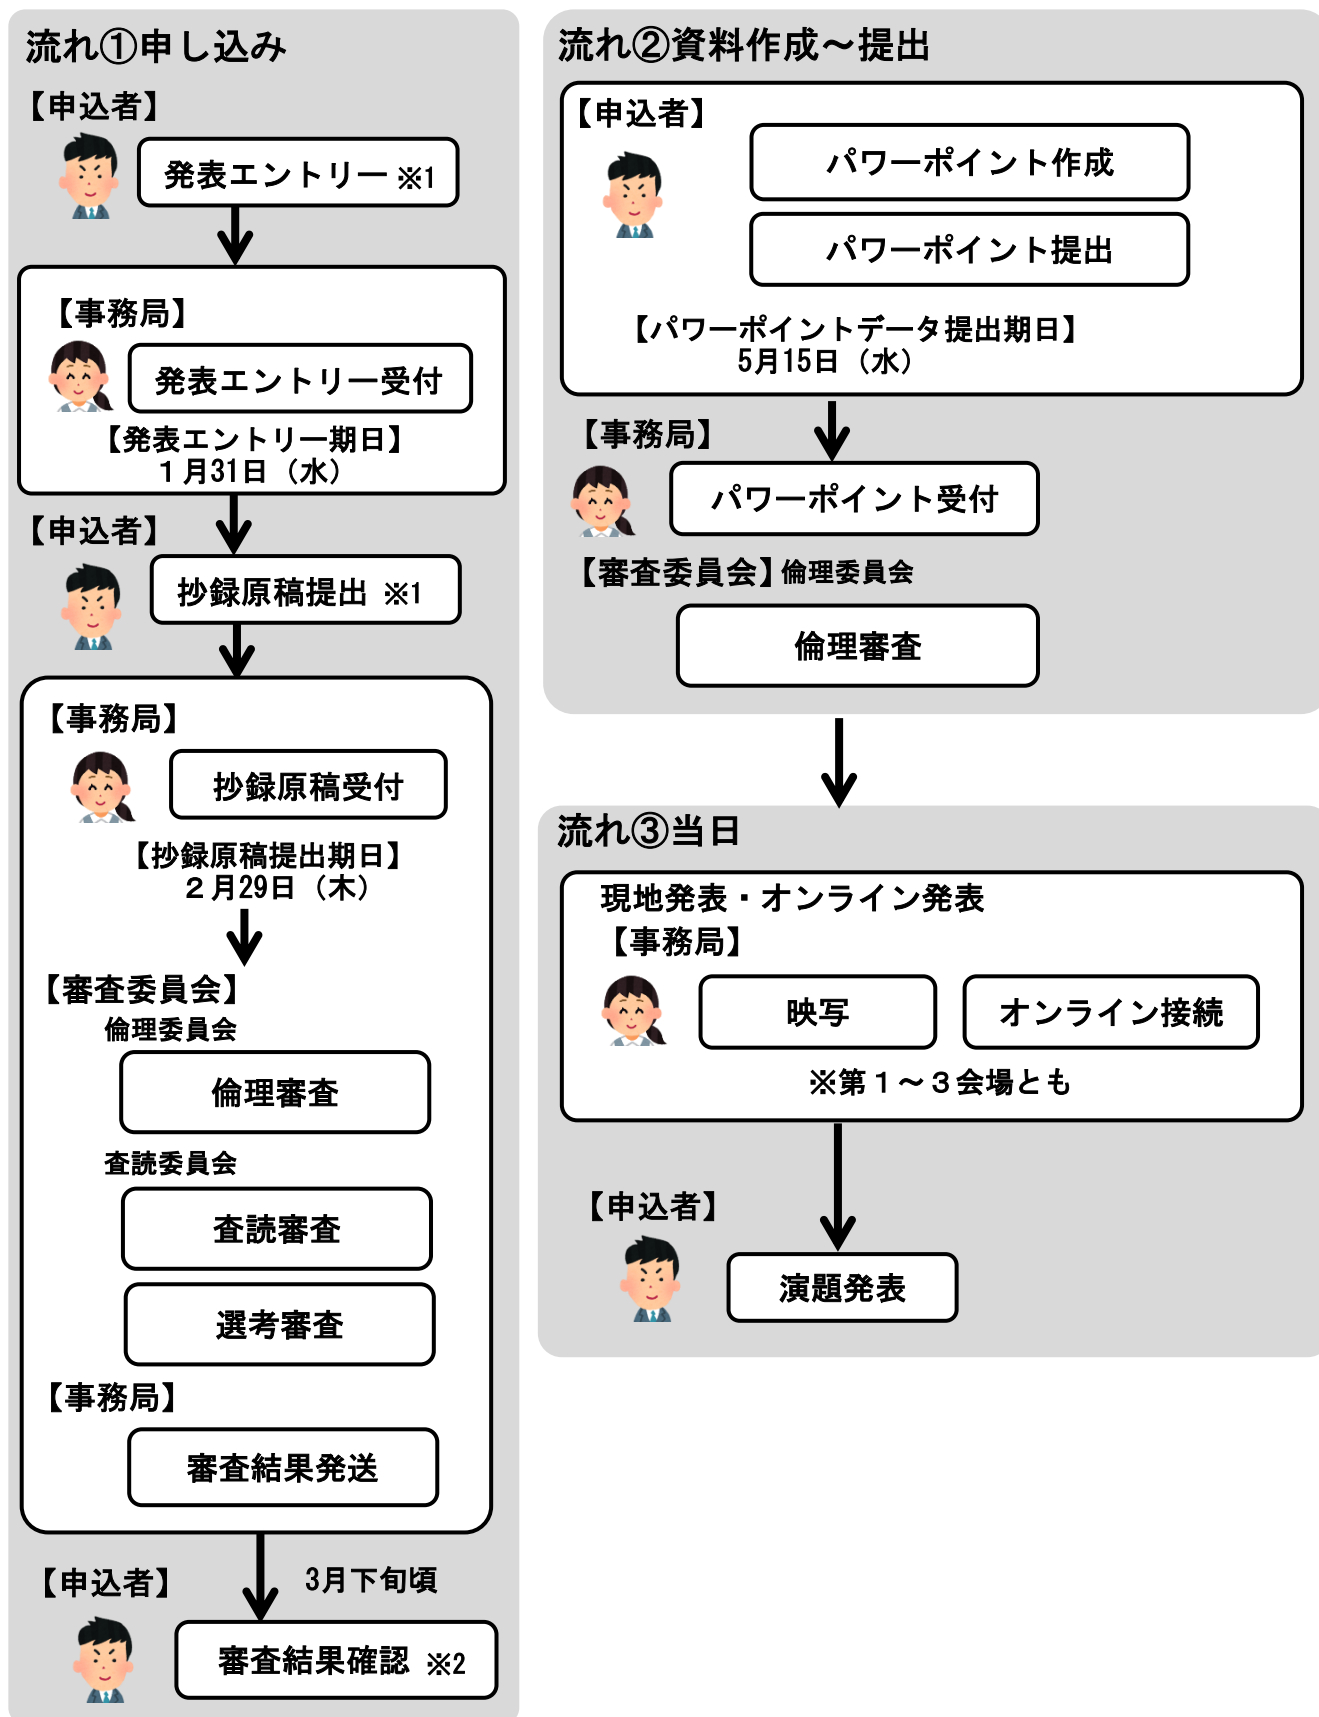 流れ①申し込み
【申込者】
発表エントリー ※1
【事務局】
発表エントリー受付
【発表エントリー期日】
１月31日（水）
【申込者】
抄録原稿提出 ※1
【事務局】
抄録原稿受付
【抄録原稿提出期日】
２月29日（木）
【審査委員会】
倫理委員会
倫理審査
査読委員会
査読審査
選考審査
【事務局】
審査結果発送
3月下旬頃
【申込者】
審査結果確認 ※2
流れ②資料作成～提出
【申込者】
パワーポイント作成
パワーポイント提出
【パワーポイントデータ提出期日】
5月15日（水）
【事務局】
パワーポイント受付
【審査委員会】倫理委員会
倫理審査
流れ③当日
現地発表・オンライン発表
【事務局】
映写
オンライン接続
※第１～３会場とも
【申込者】
演題発表